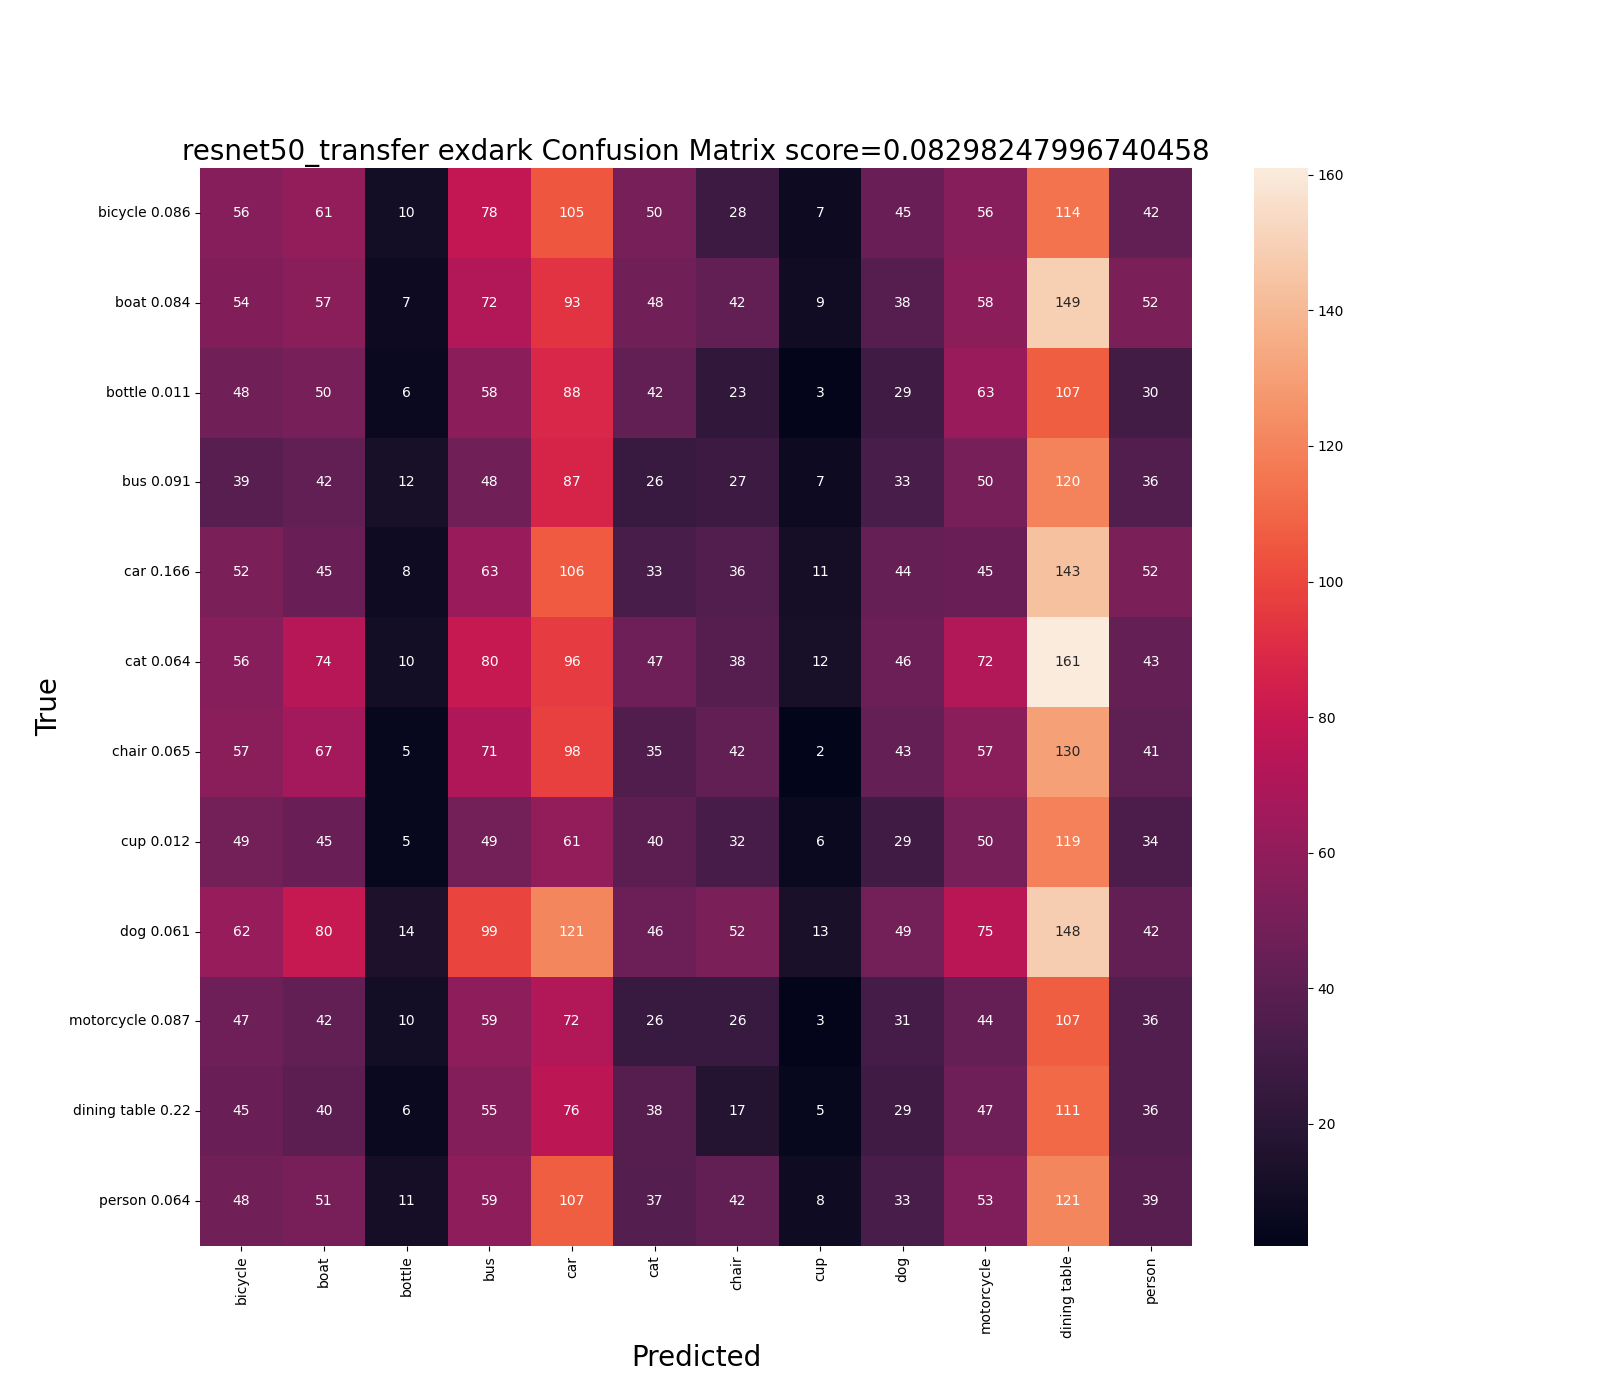 resnet50_transfer exdark Confusion Matrix score=0.08298247996740458
bicycle 0.086 56 61 10 78 105 50 28 7 45 56 114 42
boat 0.084 54 57 7 72 93 48 42 9 38 58 149 52
bottle 0.011 48 50 6 58 88 42 23 3 29 63 107 30
bus 0.091 39 42 12 48 87 26 27 7 33 50 120 36
car 0.166 52 45 8 63 106 33 36 11 44 45 143 52
cat 0.064 56 74 10 80 96 47 38 12 46 72 161 43
chair 0.065 57 67 5 71 98 35 42 2 43 57 130 41
cup 0.012 49 45 5 49 61 40 32 6 29 50 119 34
dog 0.061 62 80 14 99 121 46 52 13 49 75 148 42
motorcycle 0.087 47 42 10 59 72 26 26 3 31 44 107 36
dining table 0.22 45 40 6 55 76 38 17 5 29 47 111 36
person 0.064 48 51 11 59 107 37 42 8 33 53 121 39
bicycle boat bottle bus car cat chair cup dog motorcycle dining table person
True
Predicted
160
140
120
100
80
60
40
20